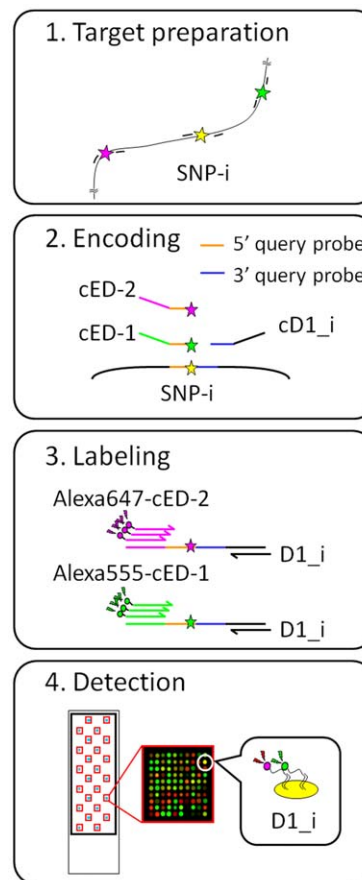 1. Target preparation
SNP-i
2. Encoding
5’ query probe
3’ query probe
cED-2
cED-1
cD1_i
SNP-i
3. Labeling
Alexa647-cED-2
D1_i
Alexa555-cED-1
D1_i
4. Detection
D1_i